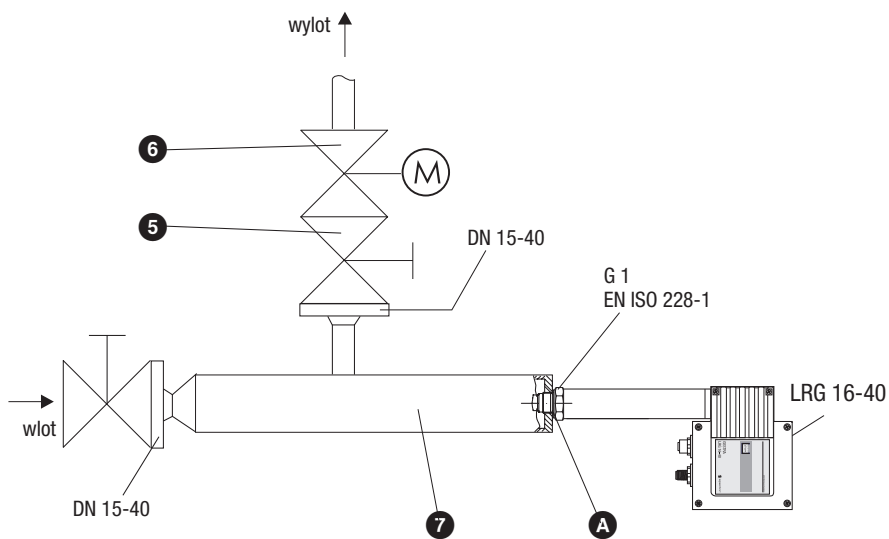 wylot
6
M
5
DN 15-40
G 1
EN ISO 228-1
LRG 16-40
wlot
DN 15-40
7
A